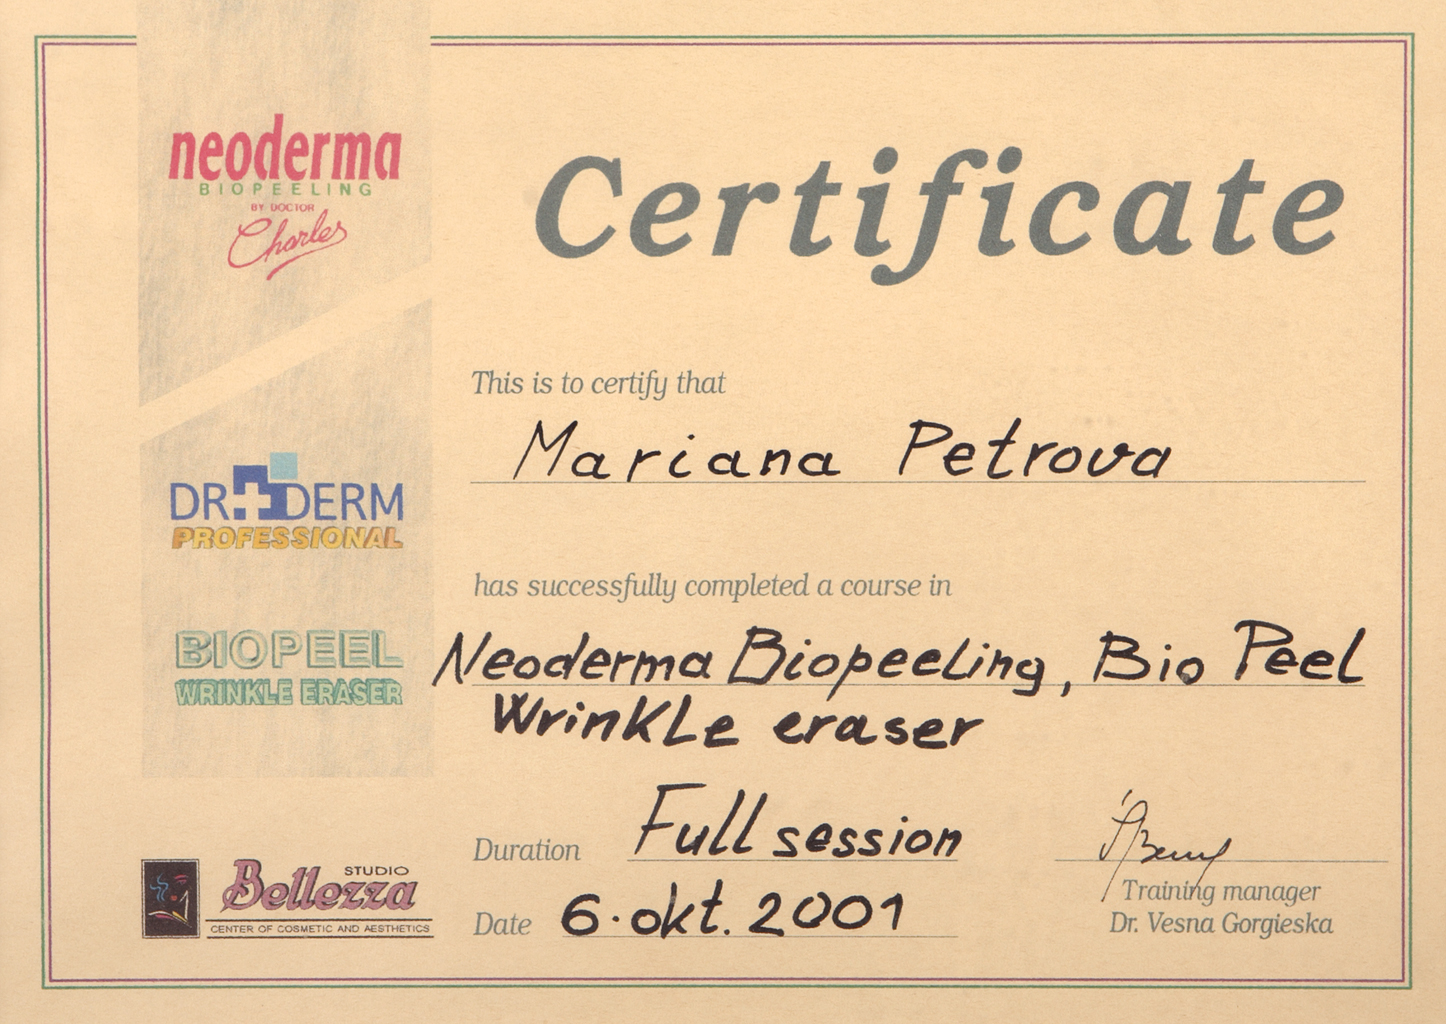 neoderma
BIOPEELING
BY DOCTOR
Charles
Certificate
This is to certify that
Mariana Petrova
DR DERM
PROFESSIONAL
has successfully completed a course in
BIOPEEL
WRINKLE ERASER
Neoderma Biopeeling, Bio Peel
Wrinkle eraser
Duration Full session
Date 6.okt. 2001
STUDIO
Bellezza
CENTER OF COSMETIC AND AESTHETICS
Training manager
Dr. Vesna Gorgieska